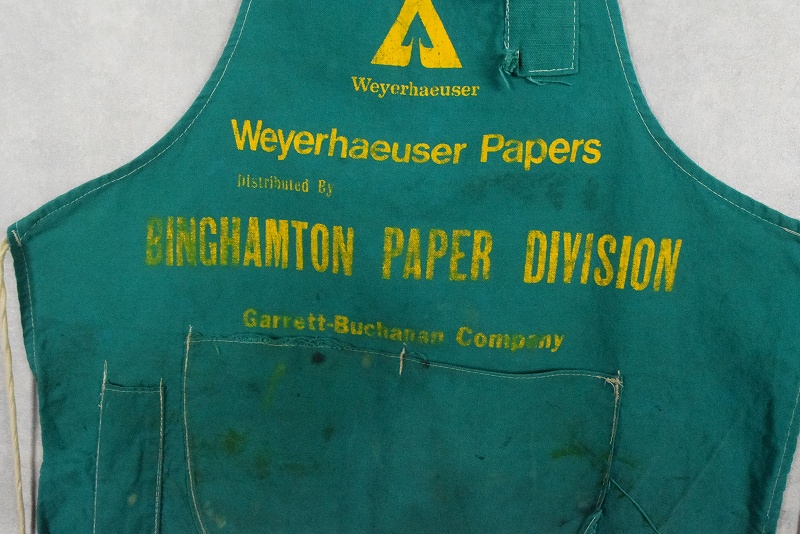 Weyerhaeuser
Weyerhaeuser Papers
Distributed By
BINGHAMTON PAPER DIVISION
Garrett-Buchanan Company